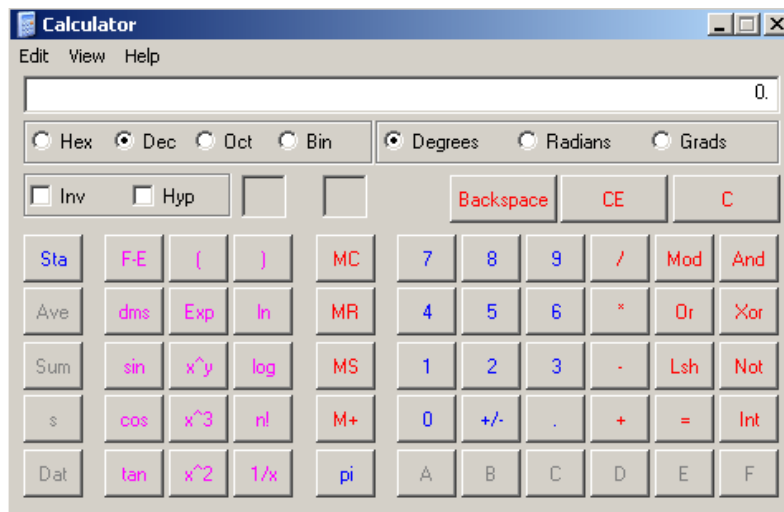 Calculator
Edit View Help
0.
Hex Dec Oct Bin Degrees Radians Grads
Inv Hyp Backspace CE C
Sta F-E ( ) MC 7 8 9 / Mod And
Ave dms Exp ln MR 4 5 6 * Or Xor
Sum sin x^y log MS 1 2 3 - Lsh Not
s cos x^3 n! M+ 0 +/- . + = Int
Dat tan x^2 1/x pi A B C D E F